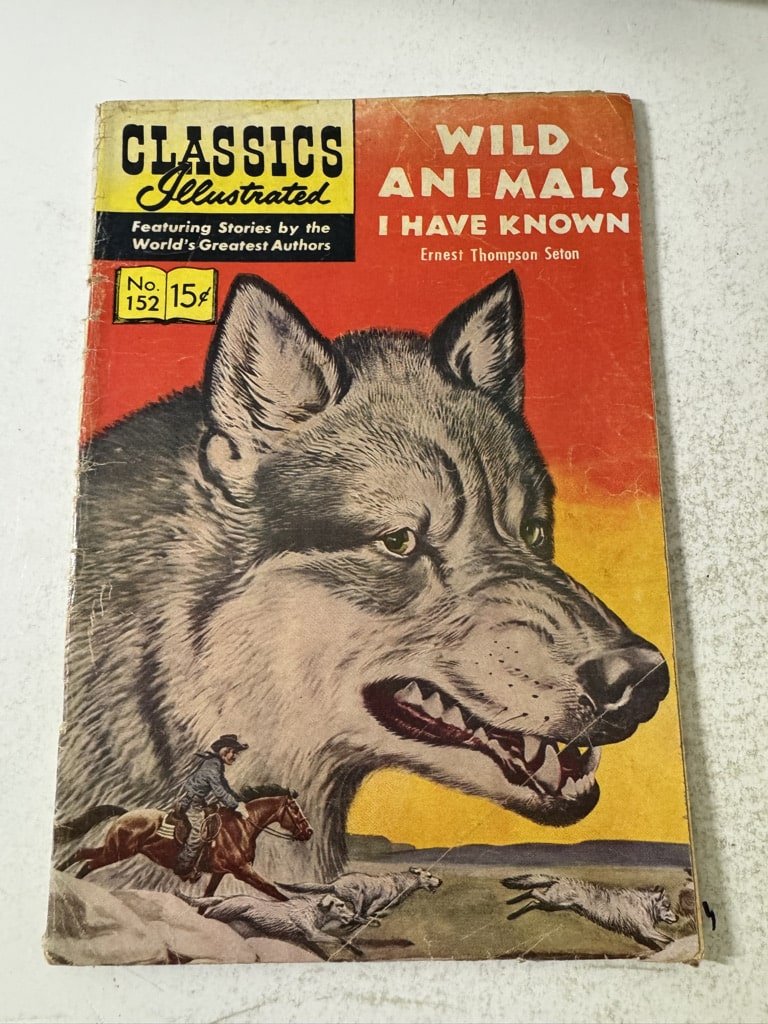 CLASSICS
Illustrated
Featuring Stories by the
World's Greatest Authors
No.
152
15¢
WILD
ANIMALS
I HAVE KNOWN
Ernest Thompson Seton